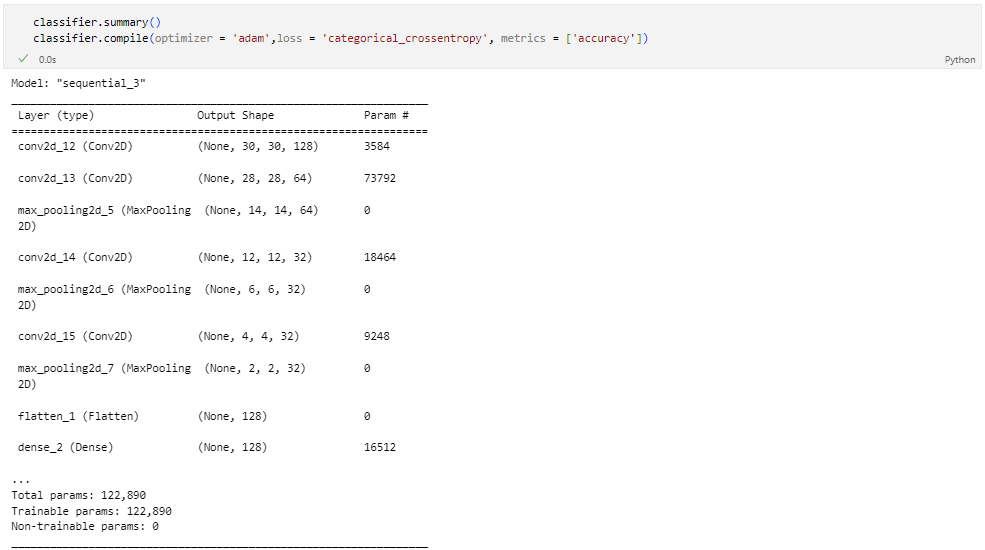 classifier.summary()
classifier.compile(optimizer = 'adam',loss = 'categorical_crossentropy', metrics = ['accuracy'])
0.0s Python
Model: "sequential_3"
_________________________________________________________________
Layer (type) Output Shape Param #
=================================================================
conv2d_12 (Conv2D) (None, 30, 30, 128) 3584
conv2d_13 (Conv2D) (None, 28, 28, 64) 73792
max_pooling2d_5 (MaxPooling (None, 14, 14, 64) 0
2D)
conv2d_14 (Conv2D) (None, 12, 12, 32) 18464
max_pooling2d_6 (MaxPooling (None, 6, 6, 32) 0
2D)
conv2d_15 (Conv2D) (None, 4, 4, 32) 9248
max_pooling2d_7 (MaxPooling (None, 2, 2, 32) 0
2D)
flatten_1 (Flatten) (None, 128) 0
dense_2 (Dense) (None, 128) 16512
...
Total params: 122,890
Trainable params: 122,890
Non-trainable params: 0
_________________________________________________________________